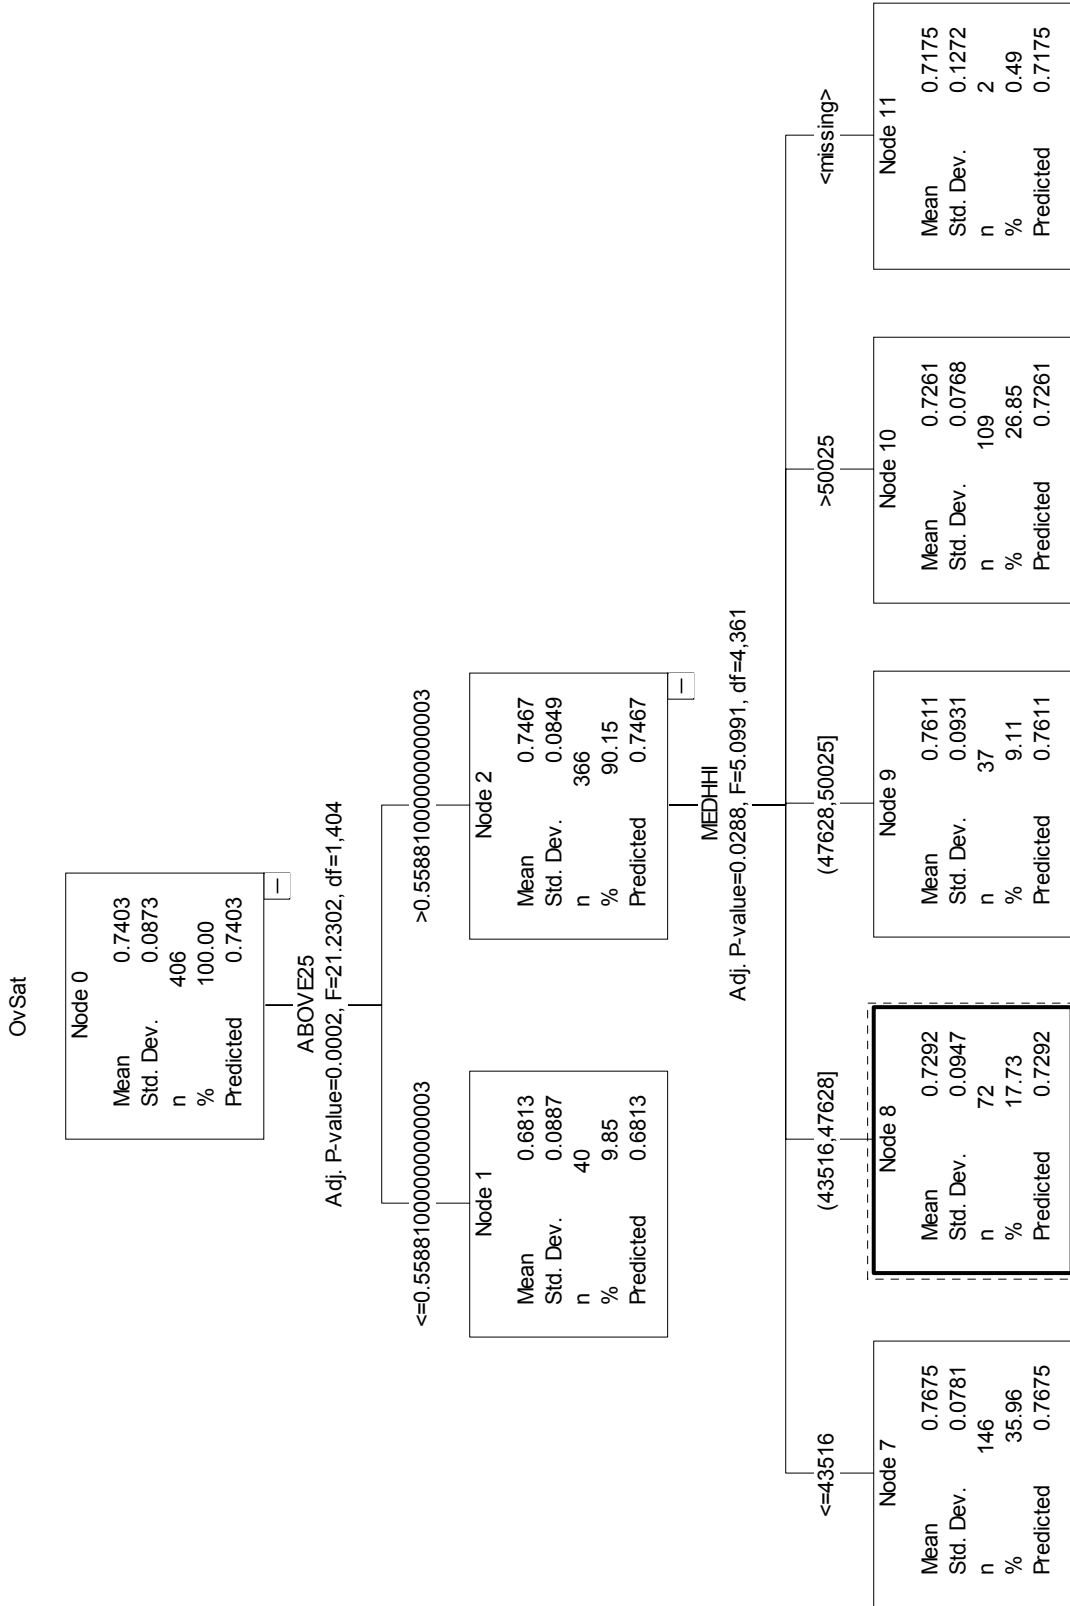 OvSat
Node 0
Mean 0.7403
Std. Dev. 0.0873
n 406
% 100.00
Predicted 0.7403
ABOVE25
Adj. P-value=0.0002, F=21.2302, df=1,404
<=0.55881000000000003
>0.55881000000000003
Node 1
Mean 0.6813
Std. Dev. 0.0887
n 40
% 9.85
Predicted 0.6813
Node 2
Mean 0.7467
Std. Dev. 0.0849
n 366
% 90.15
Predicted 0.7467
MEDHHI
Adj. P-value=0.0288, F=5.0991, df=4,361
<=43516
(43516,47628]
(47628,50025]
>50025
<missing>
Node 7
Mean 0.7675
Std. Dev. 0.0781
n 146
% 35.96
Predicted 0.7675
Node 8
Mean 0.7292
Std. Dev. 0.0947
n 72
% 17.73
Predicted 0.7292
Node 9
Mean 0.7611
Std. Dev. 0.0931
n 37
% 9.11
Predicted 0.7611
Node 10
Mean 0.7261
Std. Dev. 0.0768
n 109
% 26.85
Predicted 0.7261
Node 11
Mean 0.7175
Std. Dev. 0.1272
n 2
% 0.49
Predicted 0.7175